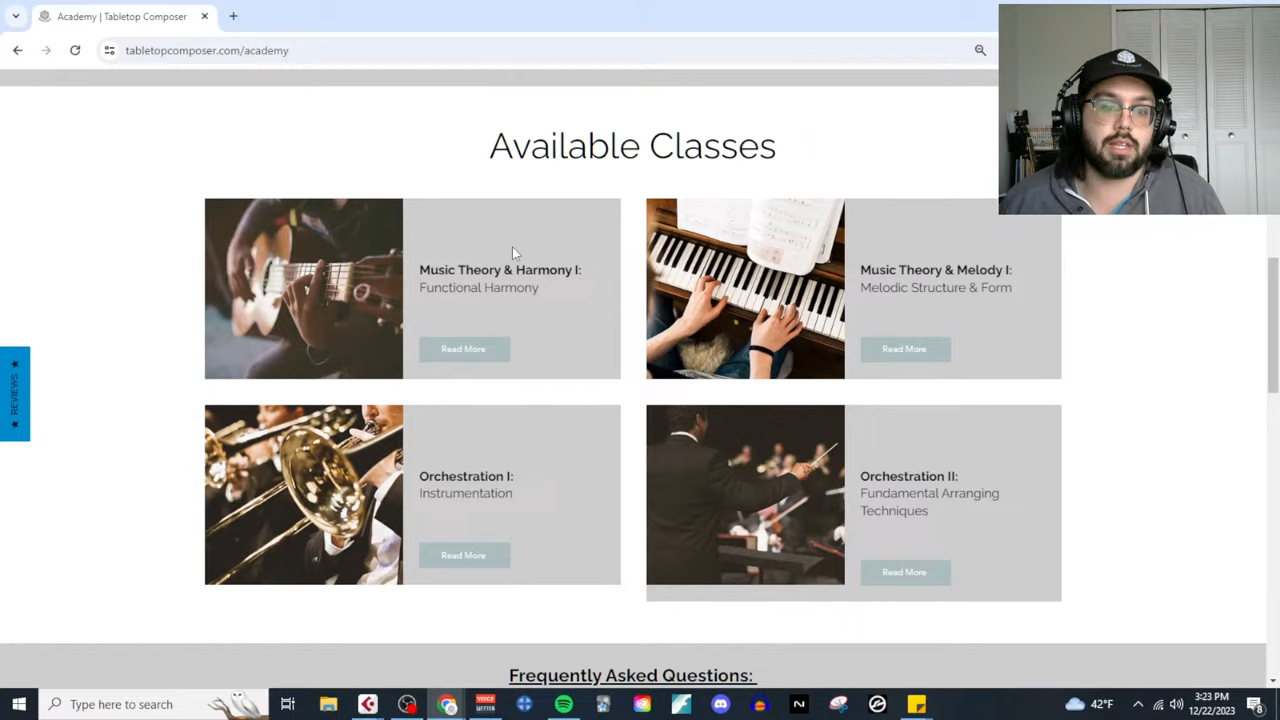 Academy | Tabletop Composer
tabletopcomposer.com/academy
Available Classes
Music Theory & Harmony I:
Functional Harmony
Read More
Music Theory & Melody I:
Melodic Structure & Form
Read More
Orchestration I:
Instrumentation
Read More
Orchestration II:
Fundamental Arranging
Techniques
Read More
★ REVIEWS ★
Frequently Asked Questions:
Type here to search
42°F
3:23 PM
12/22/2023